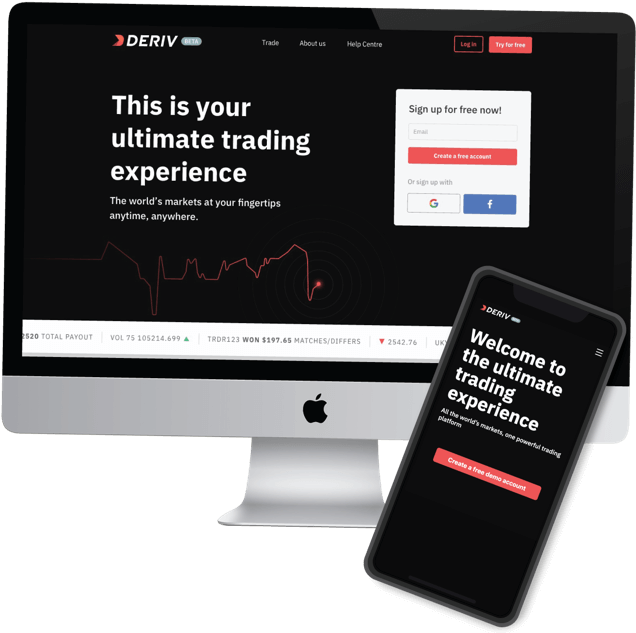 DERIV BETA
Trade About us Help Centre
Log in Try for free
This is your
ultimate trading
experience
The world's markets at your fingertips
anytime, anywhere.
Sign up for free now!
Email
Create a free account
Or sign up with
G f
2520 TOTAL PAYOUT VOL 75 105214.699 ▲ TRDR123 WON $197.65 MATCHES/DIFFERS ▼ 2542.76
DERIV
Welcome to
the ultimate
trading
experience
All the world's markets, one powerful trading
platform
Create a free demo account